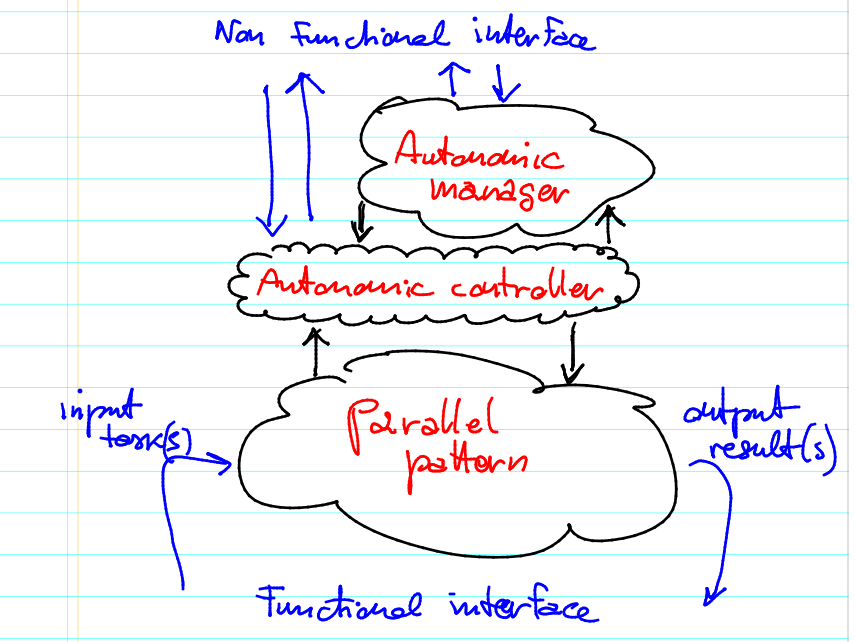 Non Functional interface
Autonomic
manager
Autonomic controller
input
task(s)
Parallel
pattern
output
result(s)
Functional interface